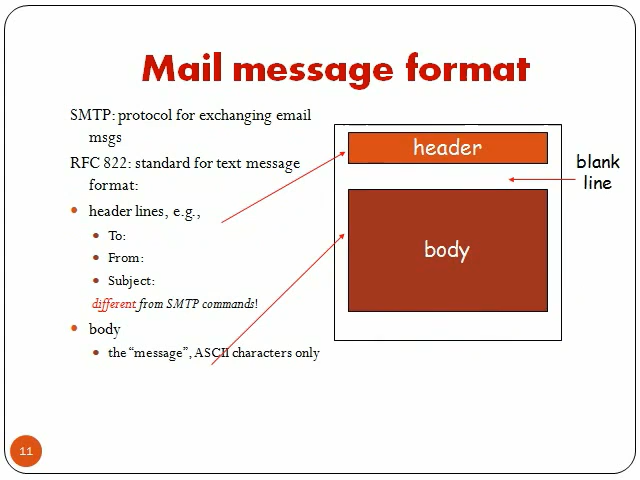 Mail message format
SMTP: protocol for exchanging email
msgs
RFC 822: standard for text message
format:
header lines, e.g.,
To:
From:
Subject:
different from SMTP commands!
body
the “message”, ASCII characters only
header
blank
line
body
11